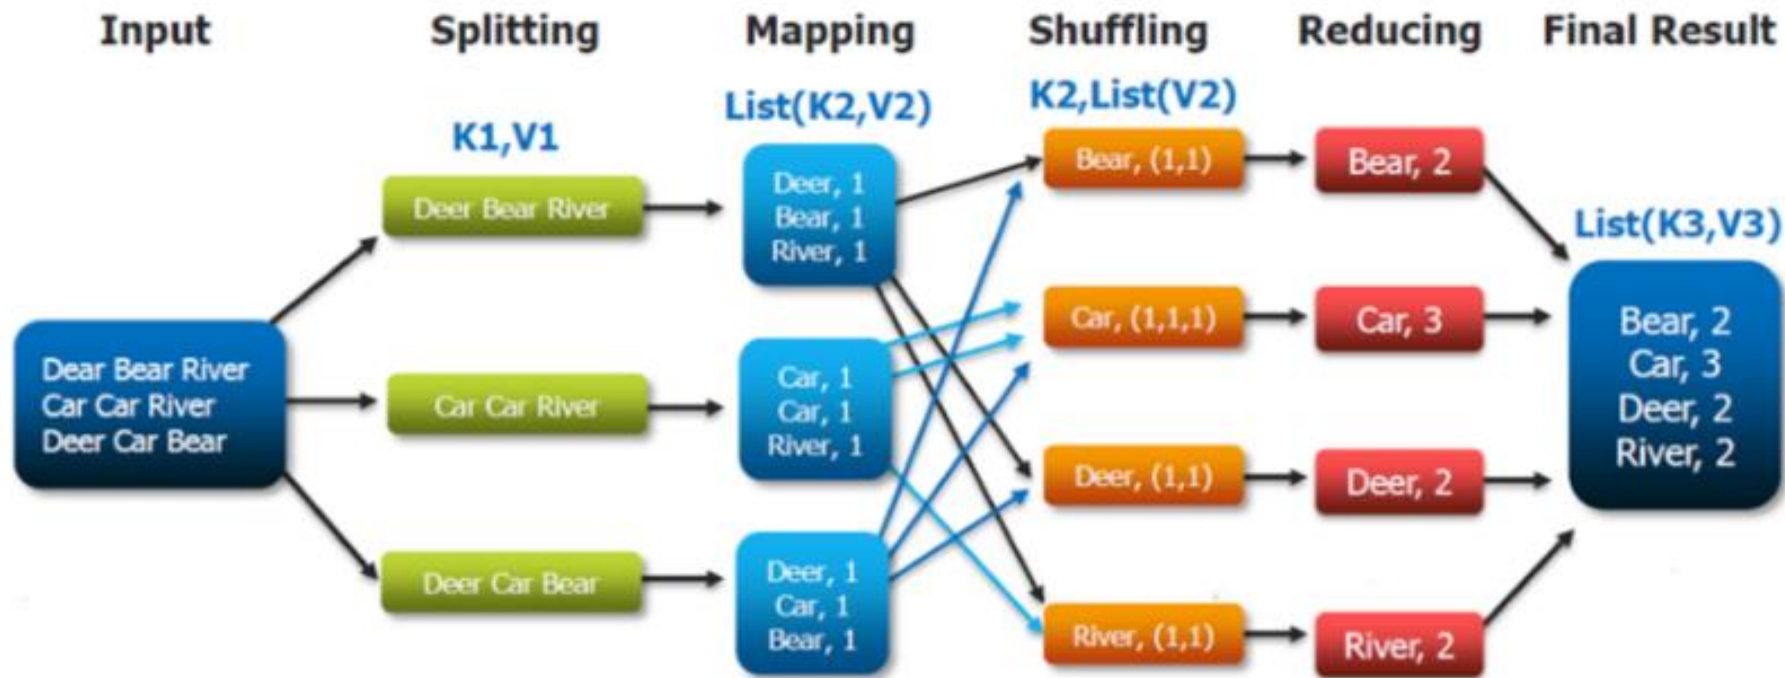 Input
Splitting
Mapping
Shuffling
Reducing
Final Result
K1,V1
List(K2,V2)
K2,List(V2)
List(K3,V3)
Dear Bear River
Car Car River
Deer Car Bear
Deer Bear River
Car Car River
Deer Car Bear
Deer, 1
Bear, 1
River, 1
Car, 1
Car, 1
River, 1
Deer, 1
Car, 1
Bear, 1
Bear, (1,1)
Car, (1,1,1)
Deer, (1,1)
River, (1,1)
Bear, 2
Car, 3
Deer, 2
River, 2
Bear, 2
Car, 3
Deer, 2
River, 2